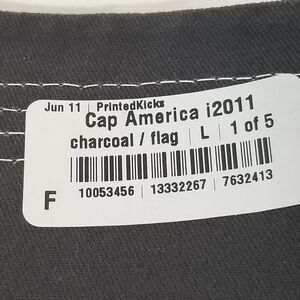 Jun 11 | PrintedKicks
Cap America i2011
charcoal / flag | L | 1 of 5
F
10053456 | 13332267 | 7632413